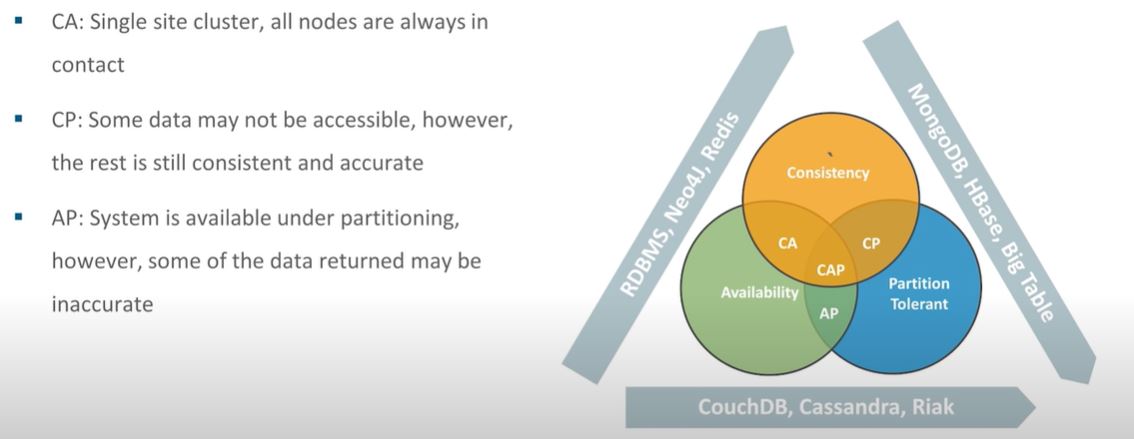 CA: Single site cluster, all nodes are always in
contact
CP: Some data may not be accessible, however,
the rest is still consistent and accurate
AP: System is available under partitioning,
however, some of the data returned may be
inaccurate
RDBMS, Neo4J, Redis
MongoDB, HBase, Big Table
Consistency
CA
CP
CAP
Availability
Partition
Tolerant
AP
CouchDB, Cassandra, Riak